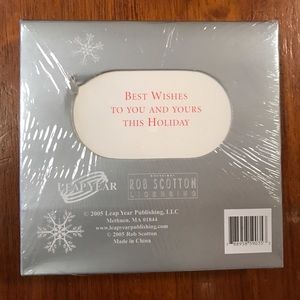 BEST WISHES
TO YOU AND YOURS
THIS HOLIDAY
LEAP YEAR
ROB SCOTTON
LICENSING
© 2005 Leap Year Publishing, LLC
Methuen, MA 01844
www.leapyearpublishing.com
© 2005 Rob Scotton
Made in China